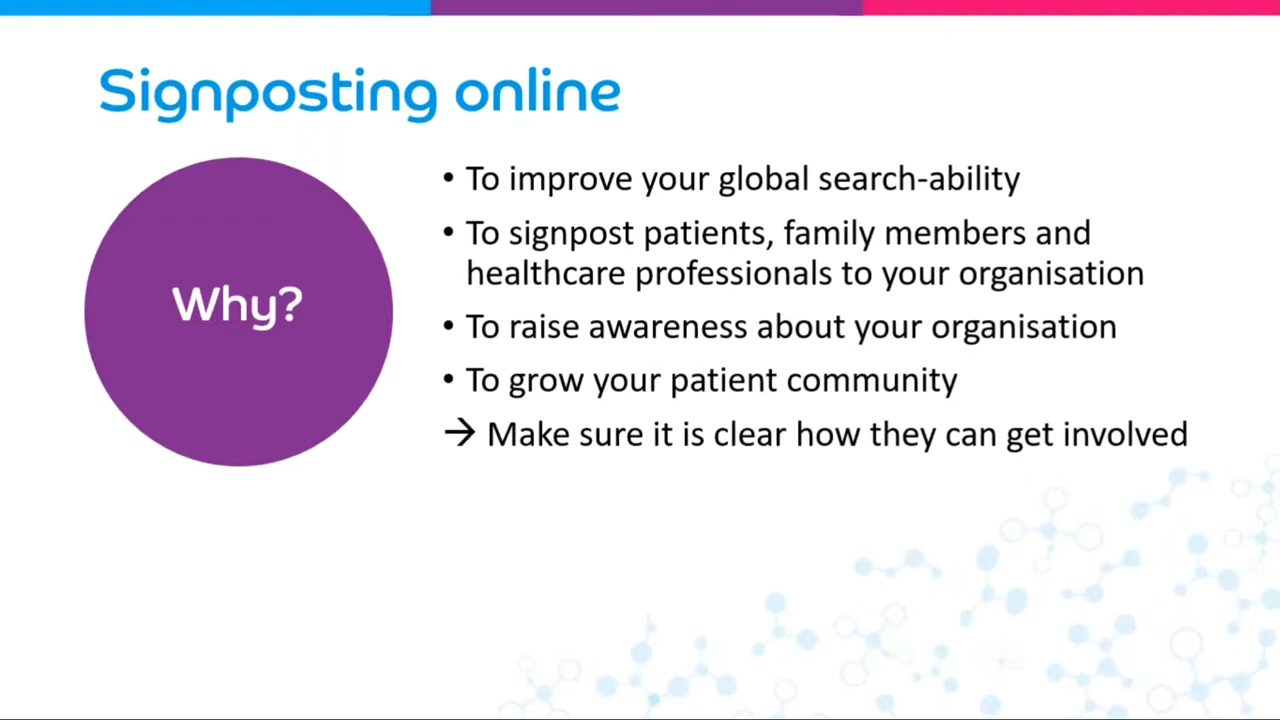 Signposting online
Why?
• To improve your global search-ability
• To signpost patients, family members and
healthcare professionals to your organisation
• To raise awareness about your organisation
• To grow your patient community
→ Make sure it is clear how they can get involved